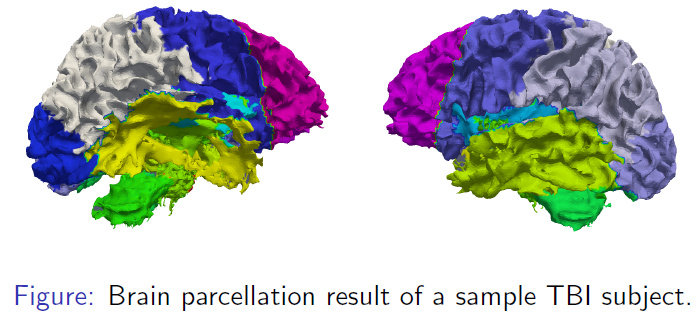 Figure: Brain parcellation result of a sample TBI subject.